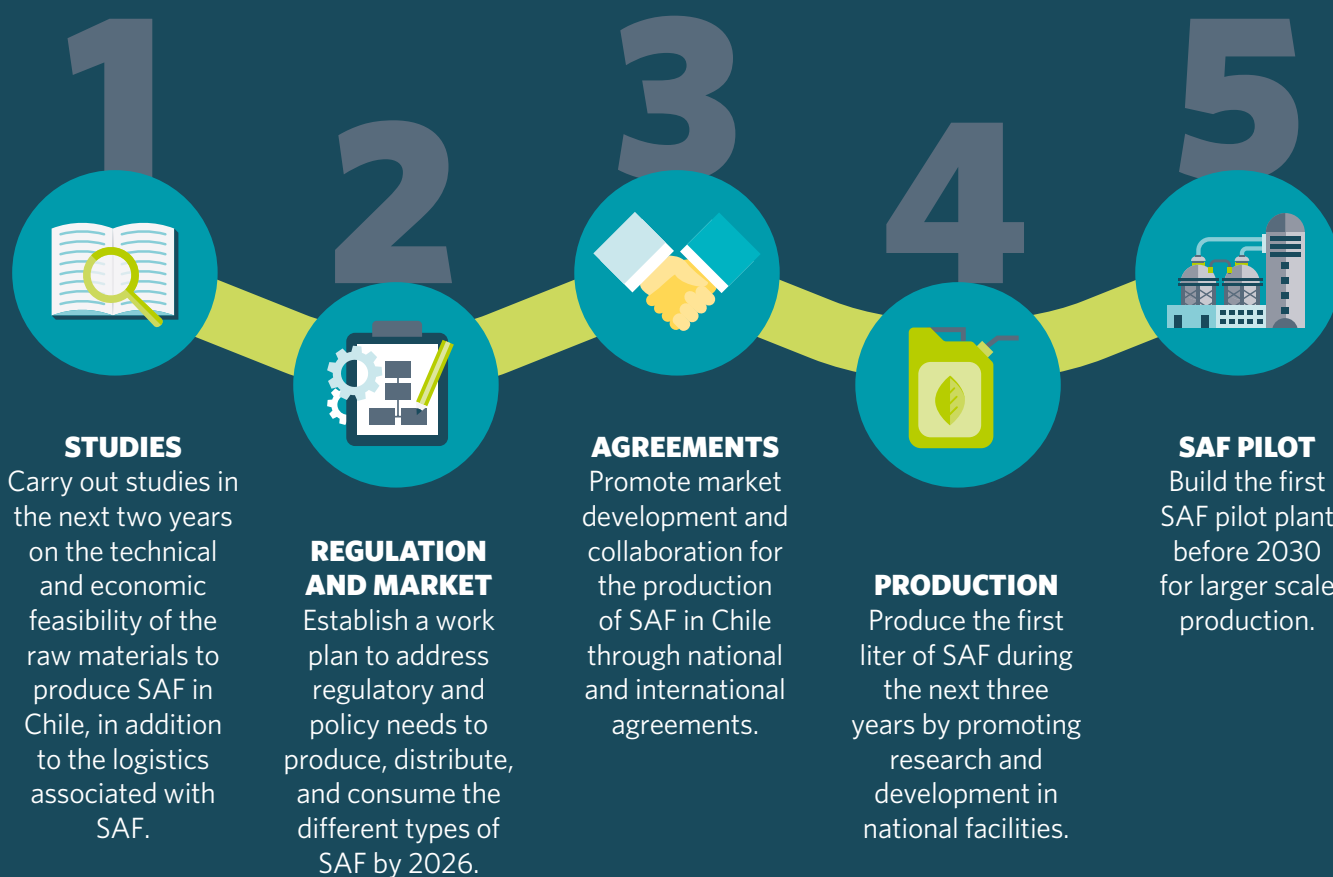 1
STUDIES
Carry out studies in
the next two years
on the technical
and economic
feasibility of the
raw materials to
produce SAF in
Chile, in addition
to the logistics
associated with
SAF.
2
REGULATION
AND MARKET
Establish a work
plan to address
regulatory and
policy needs to
produce, distribute,
and consume the
different types of
SAF by 2026.
3
AGREEMENTS
Promote market
development and
collaboration for
the production
of SAF in Chile
through national
and international
agreements.
4
PRODUCTION
Produce the first
liter of SAF during
the next three
years by promoting
research and
development in
national facilities.
5
SAF PILOT
Build the first
SAF pilot plant
before 2030
for larger scale
production.